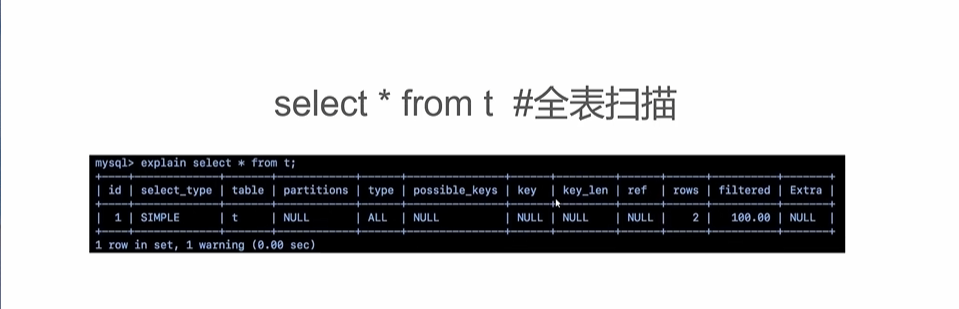 select * from t  #全表扫描
mysql> explain select * from t;
+----+-------------+-------+------------+------+---------------+------+---------+------+------+----------+-------+
| id | select_type | table | partitions | type | possible_keys | key  | key_len | ref  | rows | filtered | Extra |
+----+-------------+-------+------------+------+---------------+------+---------+------+------+----------+-------+
|  1 | SIMPLE      | t     | NULL       | ALL  | NULL          | NULL | NULL    | NULL |    2 |   100.00 | NULL  |
+----+-------------+-------+------------+------+---------------+------+---------+------+------+----------+-------+
1 row in set, 1 warning (0.00 sec)